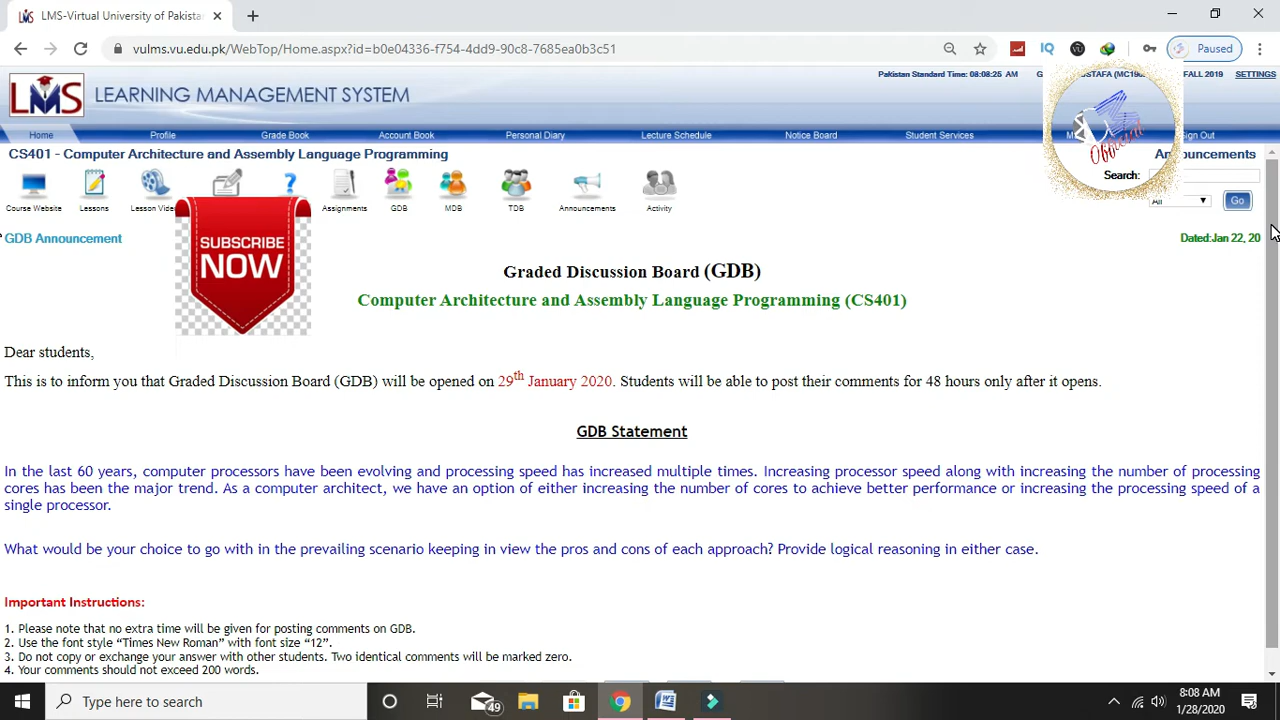 LMS-Virtual University of Pakista
vulms.vu.edu.pk/WebTop/Home.aspx?id=b0e04336-f754-4dd9-90c8-7685ea0b3c51
Paused
Pakistan Standard Time: 08:08:25 AM
FALL 2019 SETTINGS
LMS LEARNING MANAGEMENT SYSTEM
Home Profile Grade Book Account Book Personal Diary Lecture Schedule Notice Board Student Services Sign Out
Official
CS401 - Computer Architecture and Assembly Language Programming
Search:
All Go
Course Website Lessons Assignments GDB MDB TDB Announcements Activity
GDB Announcement
Dated:Jan 22, 20
SUBSCRIBE
NOW
Graded Discussion Board (GDB)
Computer Architecture and Assembly Language Programming (CS401)
Dear students,
This is to inform you that Graded Discussion Board (GDB) will be opened on 29th January 2020. Students will be able to post their comments for 48 hours only after it opens.
GDB Statement
In the last 60 years, computer processors have been evolving and processing speed has increased multiple times. Increasing processor speed along with increasing the number of processing
cores has been the major trend. As a computer architect, we have an option of either increasing the number of cores to achieve better performance or increasing the processing speed of a
single processor.
What would be your choice to go with in the prevailing scenario keeping in view the pros and cons of each approach? Provide logical reasoning in either case.
Important Instructions:
1. Please note that no extra time will be given for posting comments on GDB.
2. Use the font style “Times New Roman” with font size “12”.
3. Do not copy or exchange your answer with other students. Two identical comments will be marked zero.
4. Your comments should not exceed 200 words.
Type here to search
49
8:08 AM
1/28/2020